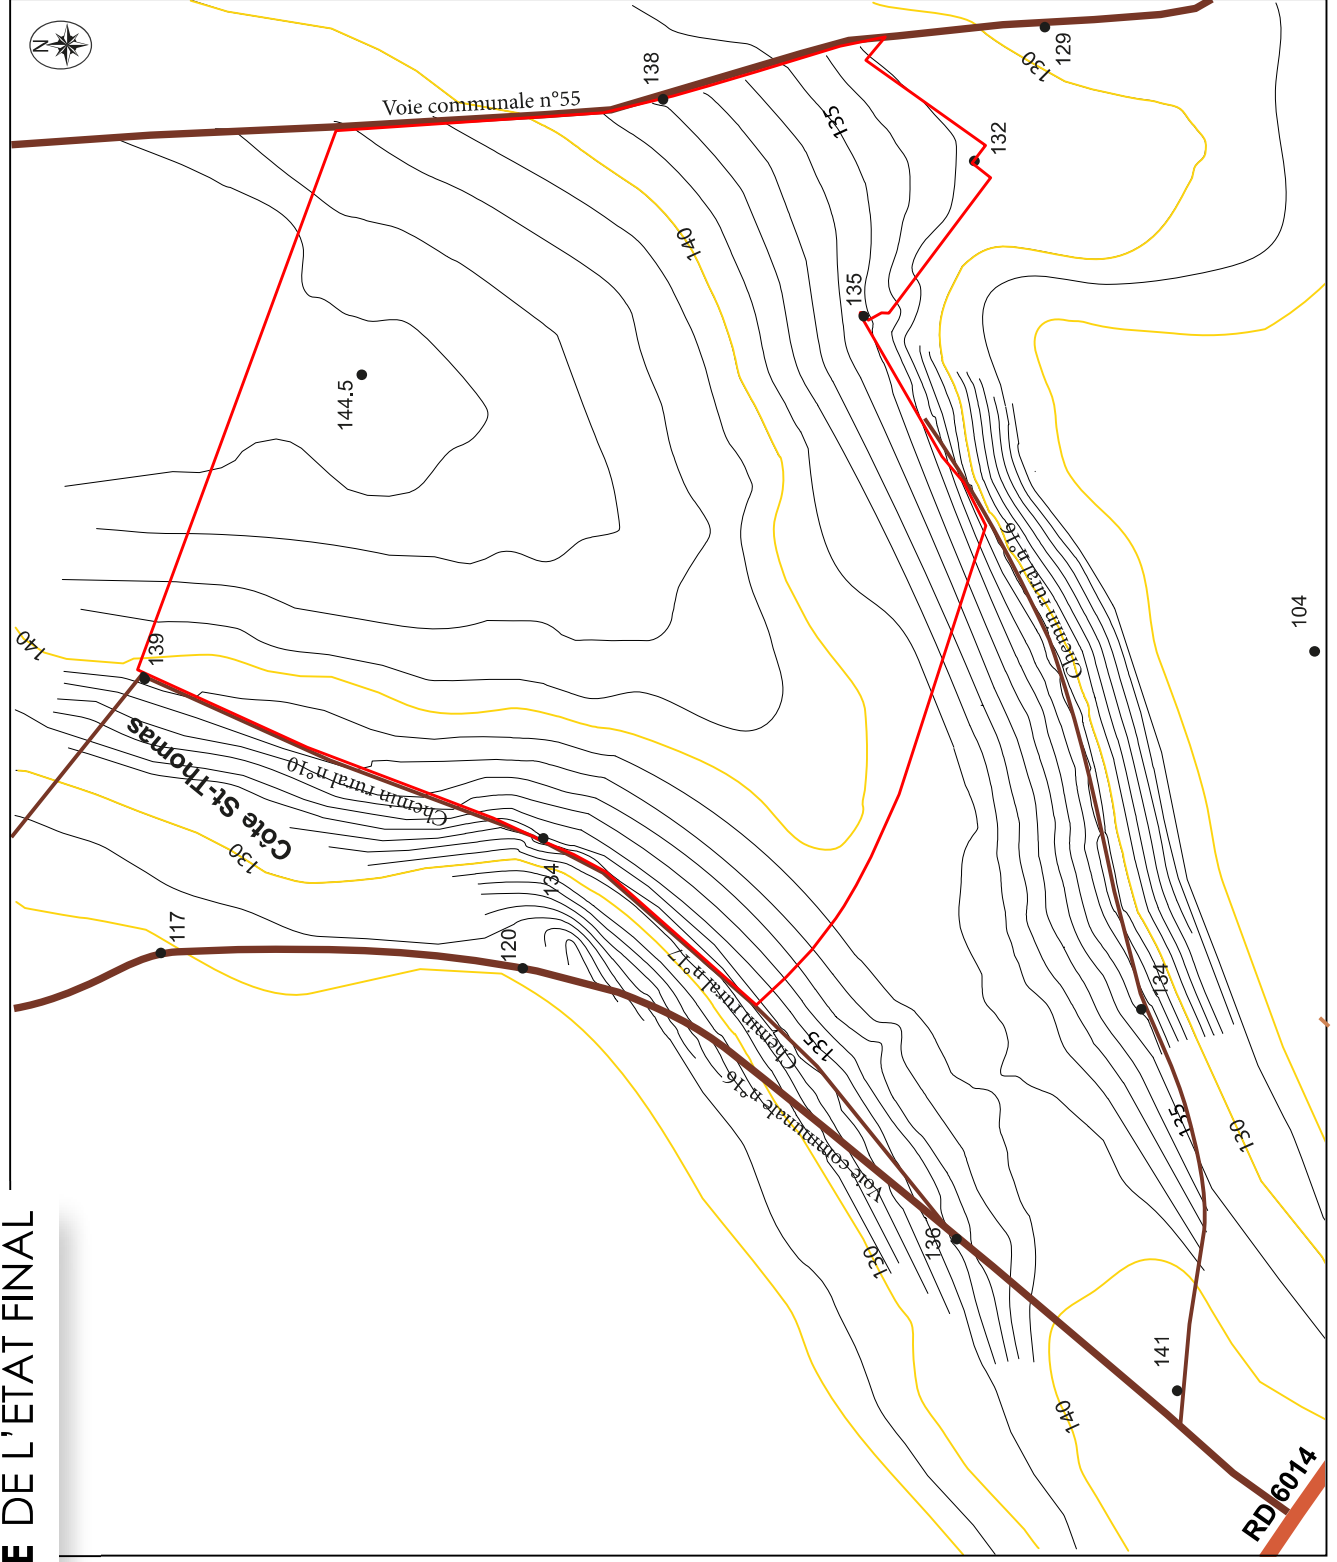 E DE L'ETAT FINAL
N
Voie communale n°55
138
129
130
135
132
140
135
144.5
140
139
Côte St-Thomas
Chemin rural n°10
Chemin rural n°16
104
130
134
117
120
Chemin rural n°17
135
134
Voie communale n°16
135
130
136
130
141
140
RD 6014